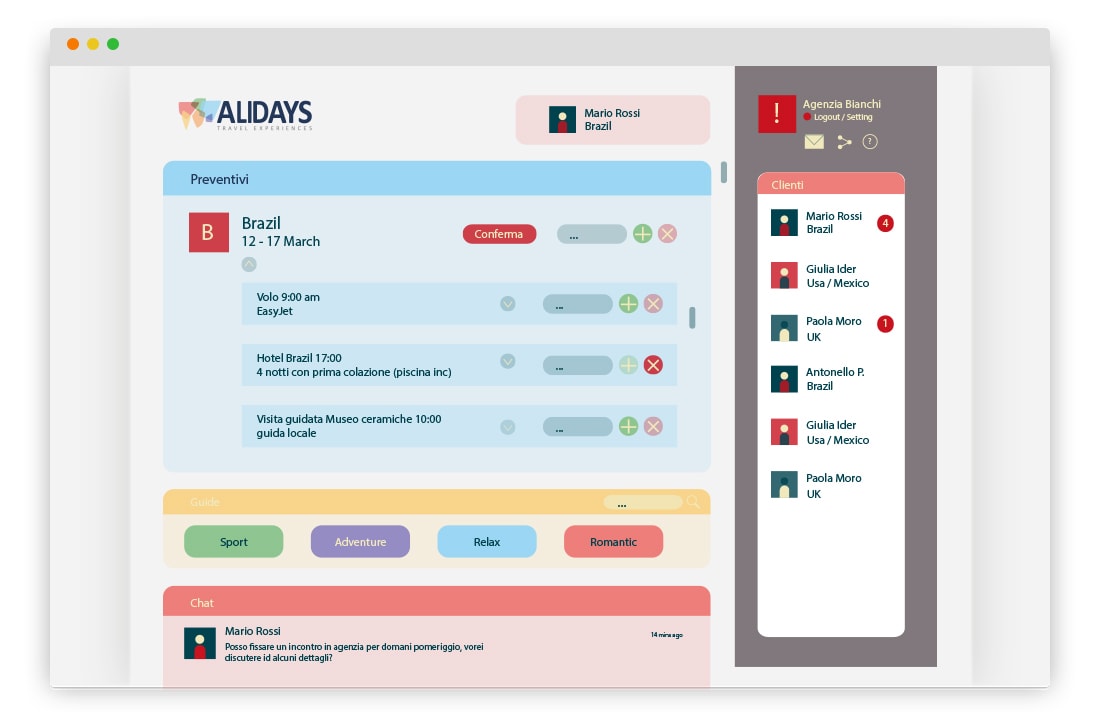 ALIDAYS
TRAVEL EXPERIENCES
Mario Rossi
Brazil
Preventivi
B
Brazil
12 - 17 March
Conferma
...
Volo 9:00 am
EasyJet
...
Hotel Brazil 17:00
4 notti con prima colazione (piscina inc)
...
Visita guidata Museo ceramiche 10:00
guida locale
...
Guide
...
Sport
Adventure
Relax
Romantic
Chat
Mario Rossi
14 mins ago
Posso fissare un incontro in agenzia per domani pomeriggio, vorei
discutere id alcuni dettagli?
!
Agenzia Bianchi
Logout / Setting
?
Clienti
Mario Rossi
Brazil
4
Giulia Ider
Usa / Mexico
Paola Moro
UK
1
Antonello P.
Brazil
Giulia Ider
Usa / Mexico
Paola Moro
UK